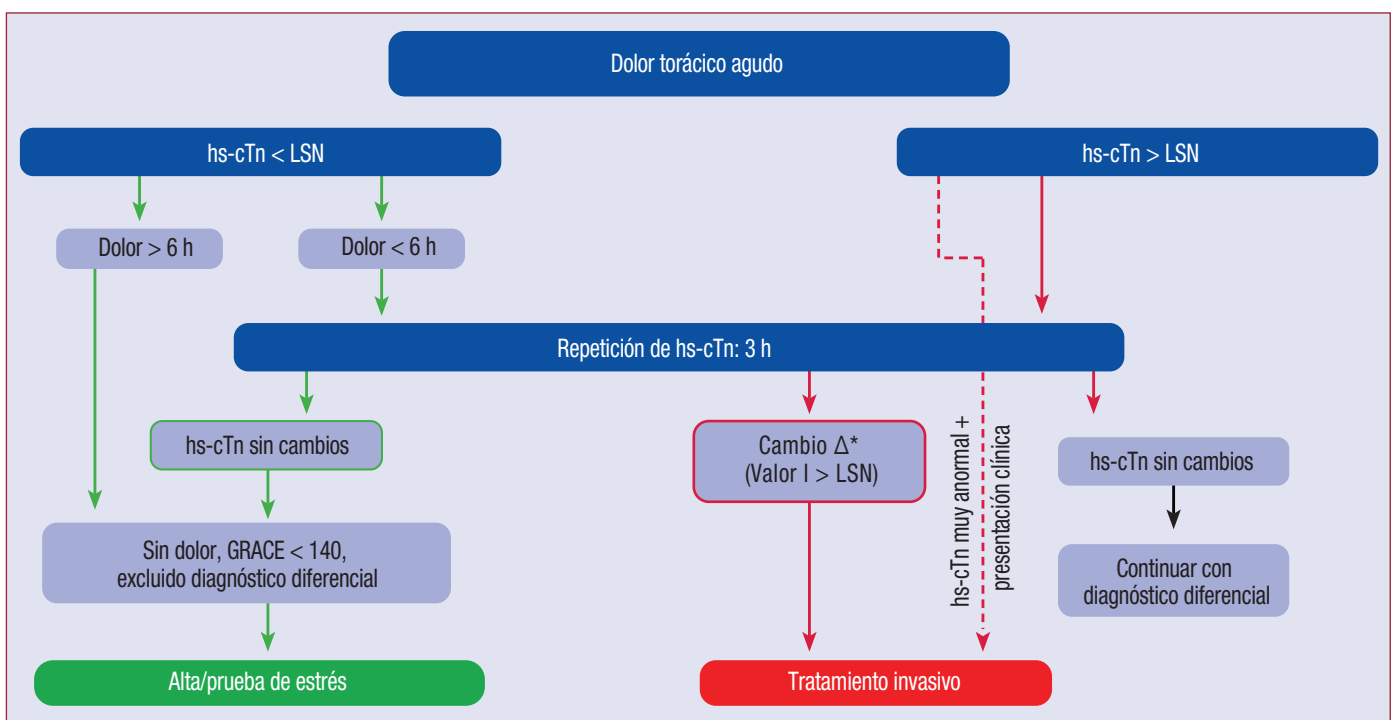 Dolor torácico agudo
hs-cTn < LSN
hs-cTn > LSN
Dolor > 6 h
Dolor < 6 h
Repetición de hs-cTn: 3 h
hs-cTn sin cambios
Cambio Δ*
(Valor I > LSN)
hs-cTn muy anormal +
presentación clínica
hs-cTn sin cambios
Sin dolor, GRACE < 140,
excluido diagnóstico diferencial
Continuar con
diagnóstico diferencial
Alta/prueba de estrés
Tratamiento invasivo